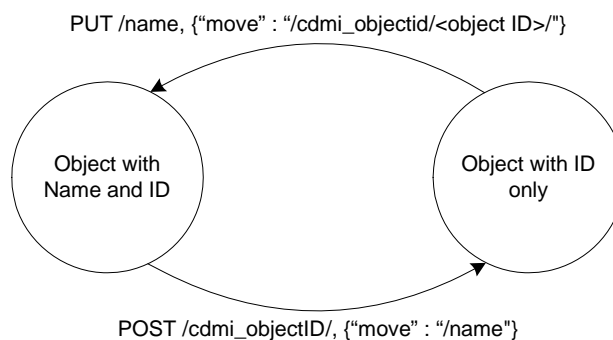 PUT /name, {“move” : “/cdmi_objectid/<object ID>/"}
Object with
Name and ID
Object with ID
only
POST /cdmi_objectID/, {“move” : “/name"}